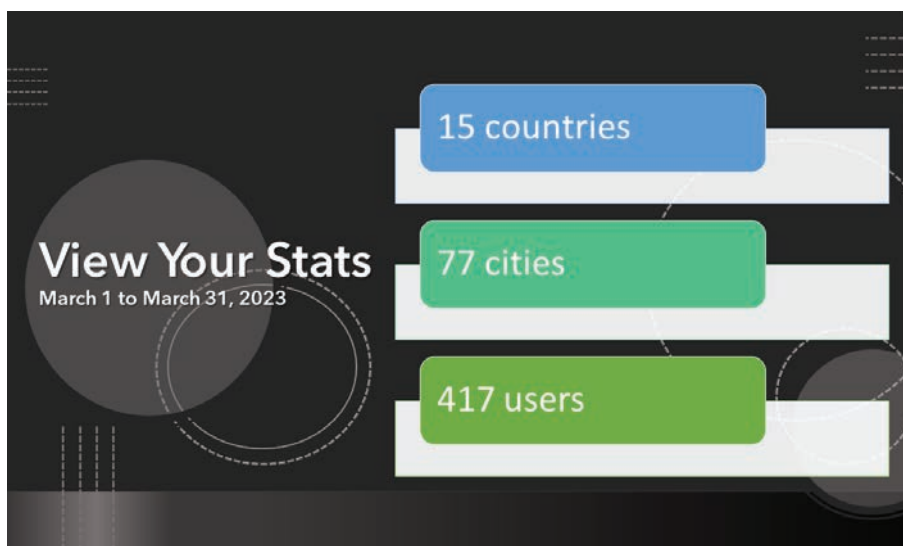 View Your Stats
March 1 to March 31, 2023
15 countries
77 cities
417 users